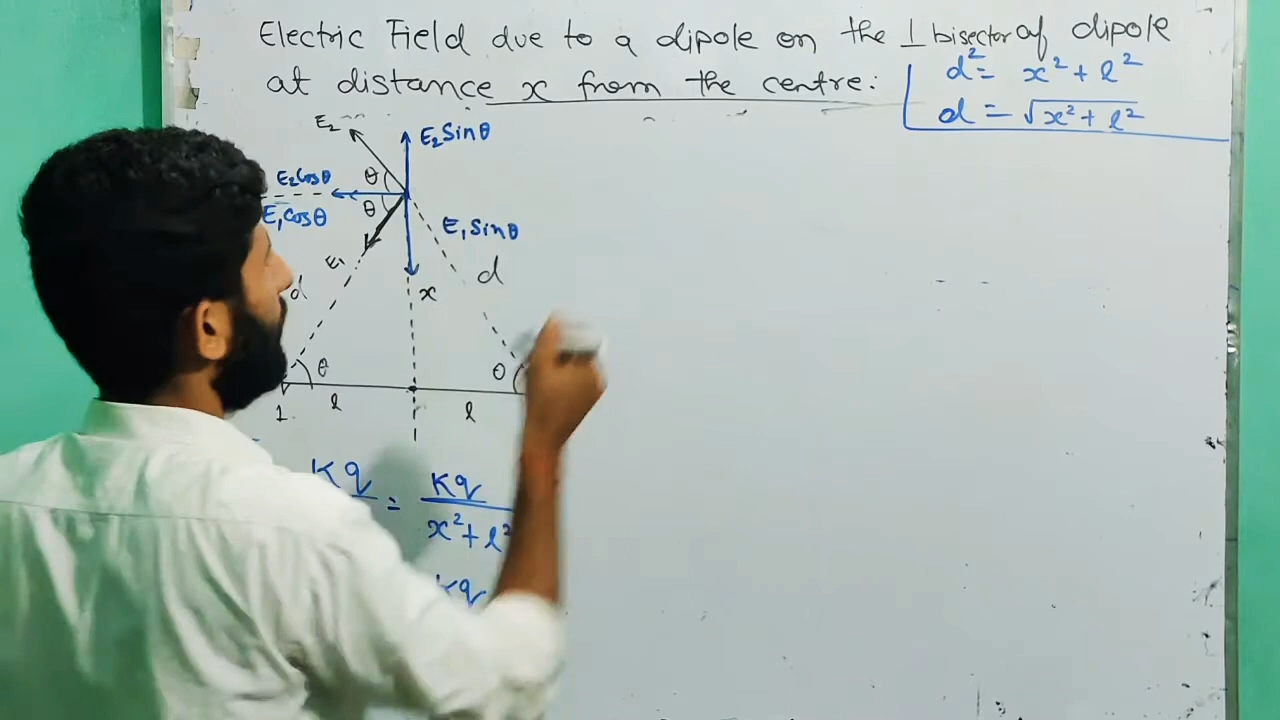 Electric Field due to a dipole on the ⊥ bisector of dipole
at distance x from the centre:
d² = x² + l²
d = √x² + l²
E₂
E₂Sinθ
E₂Cosθ
θ
E₁Cosθ
θ
E₁Sinθ
E₁
d
d
x
θ
θ
1
l
l
Kq
= Kq
x² + l²
Kq